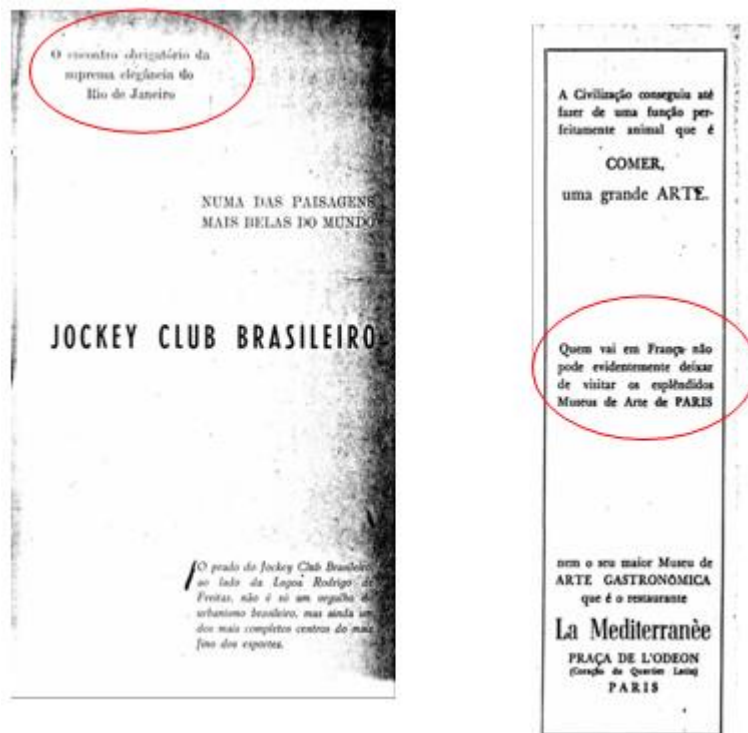 O encontro obrigatório da
suprema elegância do
Rio de Janeiro
NUMA DAS PAISAGENS
MAIS BELAS DO MUNDO
JOCKEY CLUB BRASILEIRO
O prado do Jockey Club Brasileiro,
ao lado da Lagoa Rodrigo de
Freitas, não é só um orgulho do
urbanismo brasileiro, mas ainda um
dos mais completos centros do mais
fino dos esportes.
A Civilização conseguiu até
fazer de uma função per-
feitamente animal que é
COMER,
uma grande ARTE.
Quem vai em França não
pode evidentemente deixar
de visitar os esplêndidos
Museus de Arte de PARIS
nem o seu maior Museu de
ARTE GASTRONÔMICA
que é o restaurante
La Mediterranèe
PRAÇA DE L'ODEON
(Coração do Quartier Latin)
PARIS